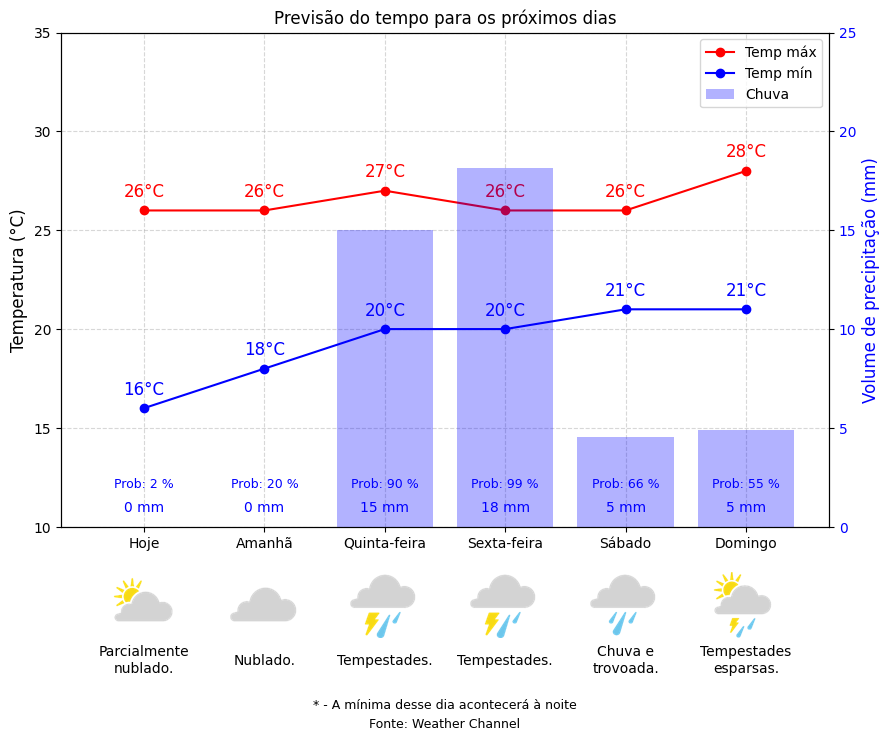 Previsão do tempo para os próximos dias
35
30
25
20
15
10
Temperatura (°C)
25
20
15
10
5
0
Volume de precipitação (mm)
Temp máx
Temp mín
Chuva
26°C
26°C
27°C
26°C
26°C
28°C
16°C
18°C
20°C
20°C
21°C
21°C
Prob: 2 %
Prob: 20 %
Prob: 90 %
Prob: 99 %
Prob: 66 %
Prob: 55 %
0 mm
0 mm
15 mm
18 mm
5 mm
5 mm
Hoje
Amanhã
Quinta-feira
Sexta-feira
Sábado
Domingo
Parcialmente
nublado.
Nublado.
Tempestades.
Tempestades.
Chuva e
trovoada.
Tempestades
esparsas.
* - A mínima desse dia acontecerá à noite
Fonte: Weather Channel